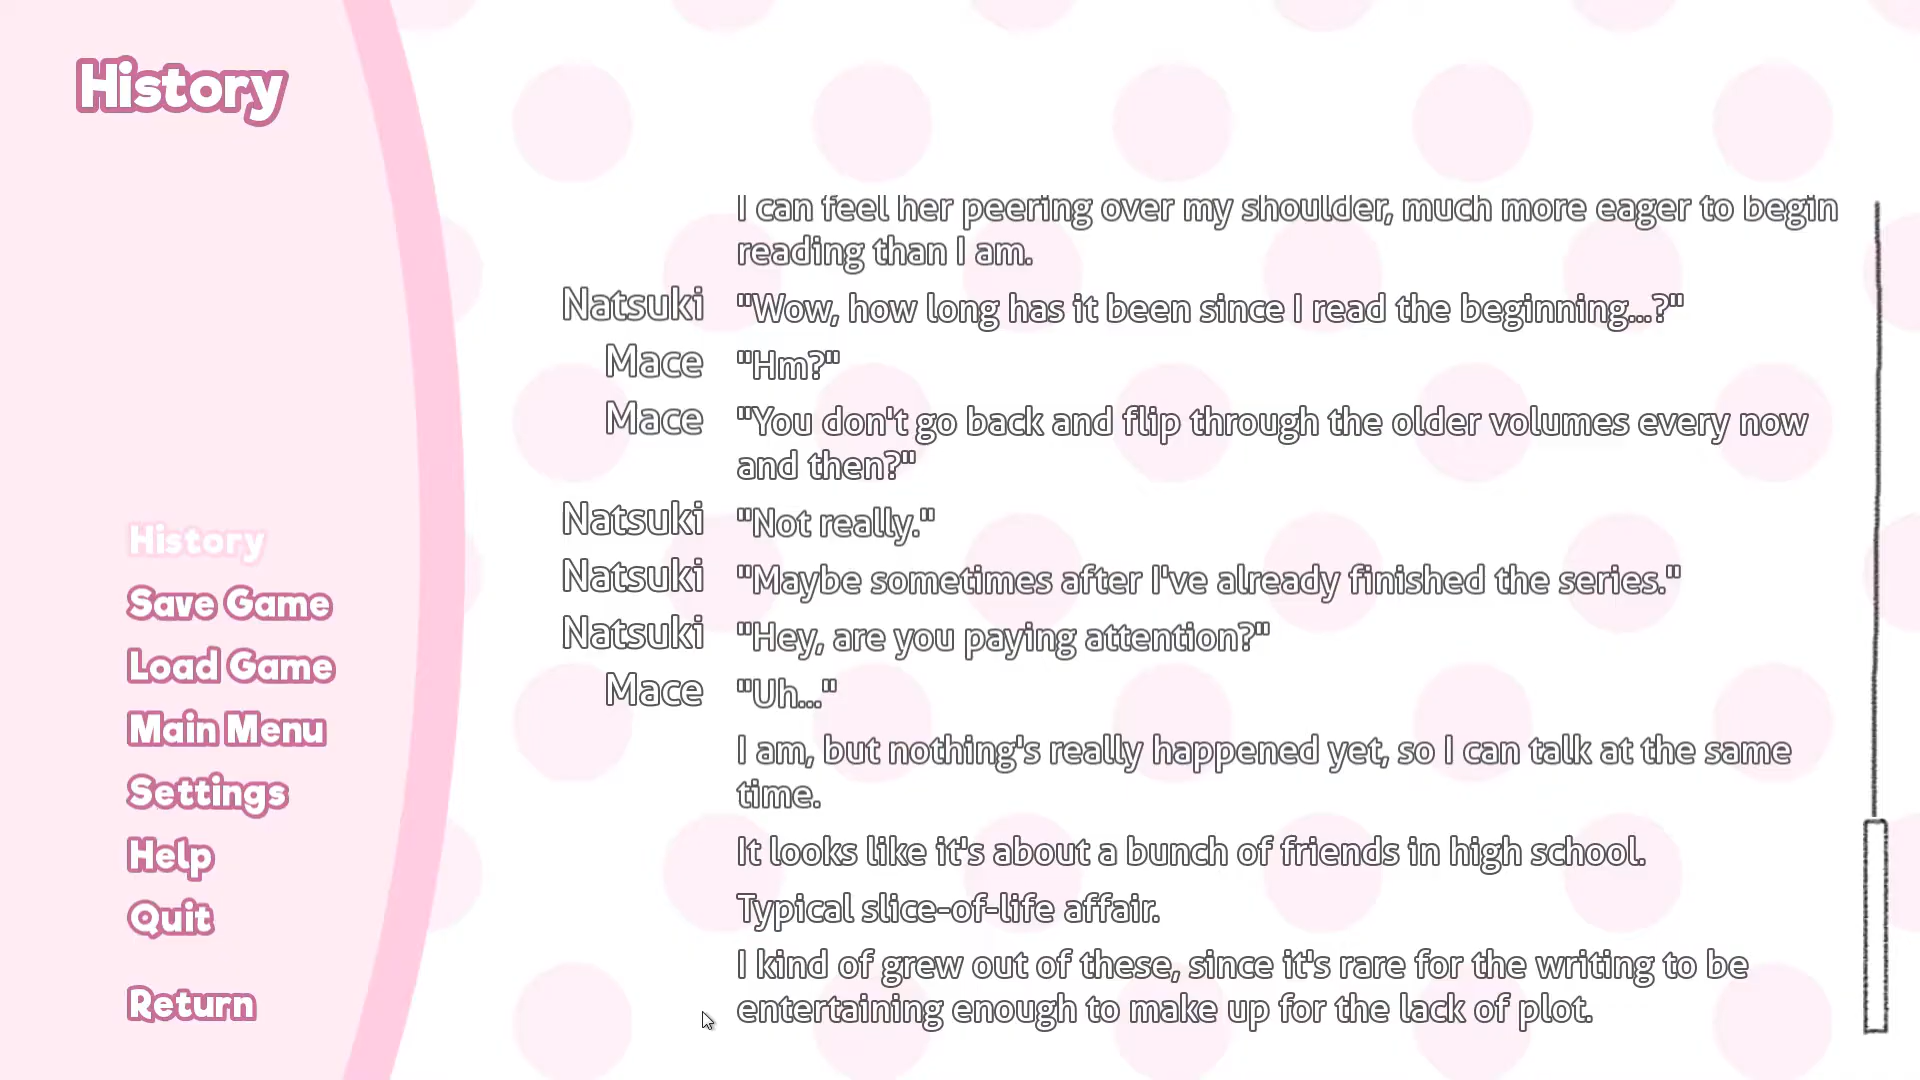 History
I can feel her peering over my shoulder, much more eager to begin
reading than I am.
Natsuki "Wow, how long has it been since I read the beginning...?"
Mace "Hm?"
Mace "You don't go back and flip through the older volumes every now
and then?"
Natsuki "Not really."
Natsuki "Maybe sometimes after I've already finished the series."
Natsuki "Hey, are you paying attention?"
Mace "Uh..."
I am, but nothing's really happened yet, so I can talk at the same
time.
It looks like it's about a bunch of friends in high school.
Typical slice-of-life affair.
I kind of grew out of these, since it's rare for the writing to be
entertaining enough to make up for the lack of plot.
History
Save Game
Load Game
Main Menu
Settings
Help
Quit
Return